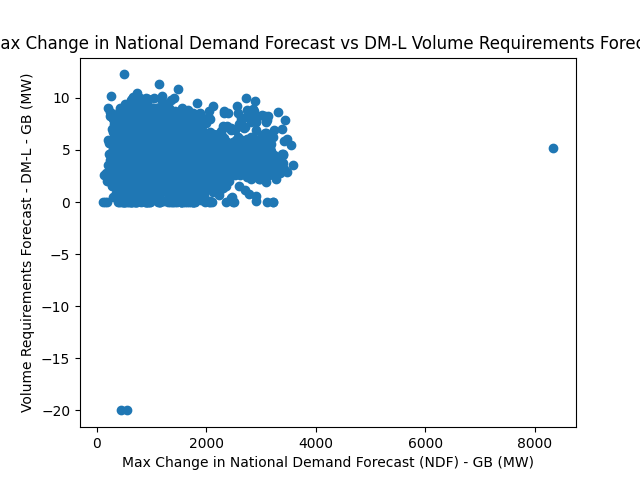 ax Change in National Demand Forecast vs DM-L Volume Requirements Forec
Volume Requirements Forecast - DM-L - GB (MW)
10
5
0
−5
−10
−15
−20
0 2000 4000 6000 8000
Max Change in National Demand Forecast (NDF) - GB (MW)